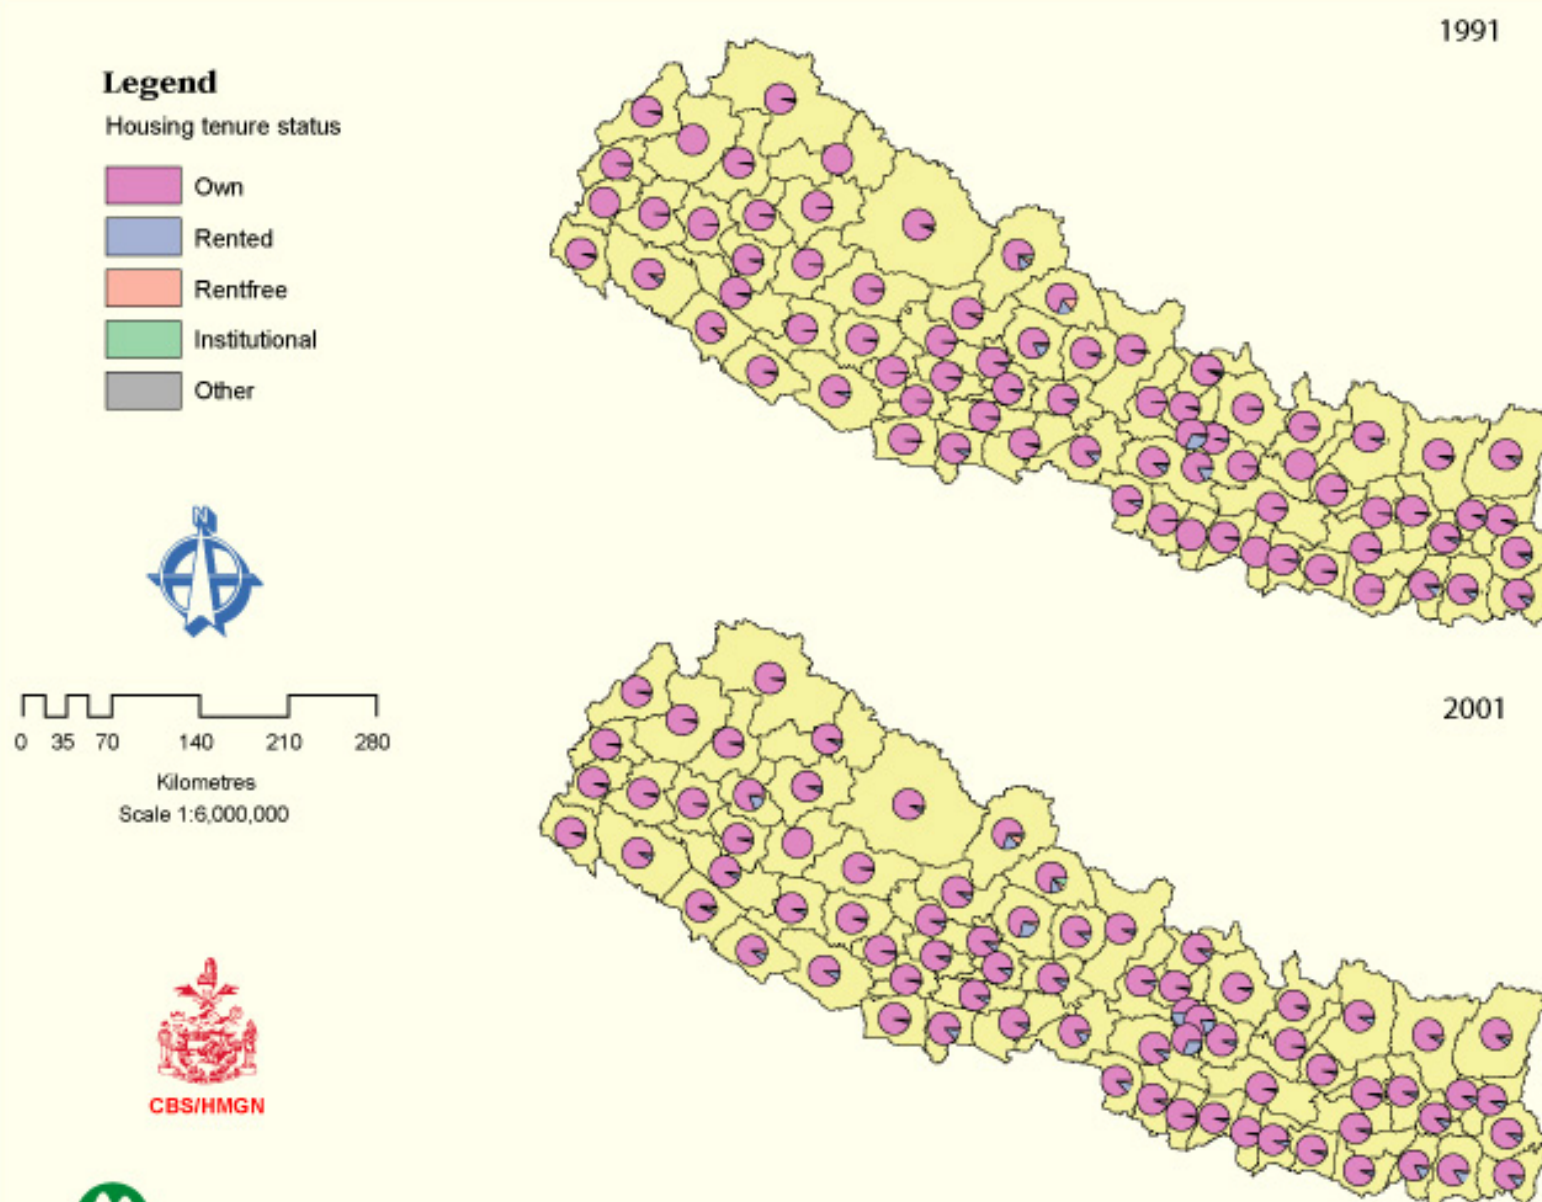 1991
Legend
Housing tenure status
Own
Rented
Rentfree
Institutional
Other
N
2001
0 35 70 140 210 280
Kilometres
Scale 1:6,000,000
CBS/HMGN